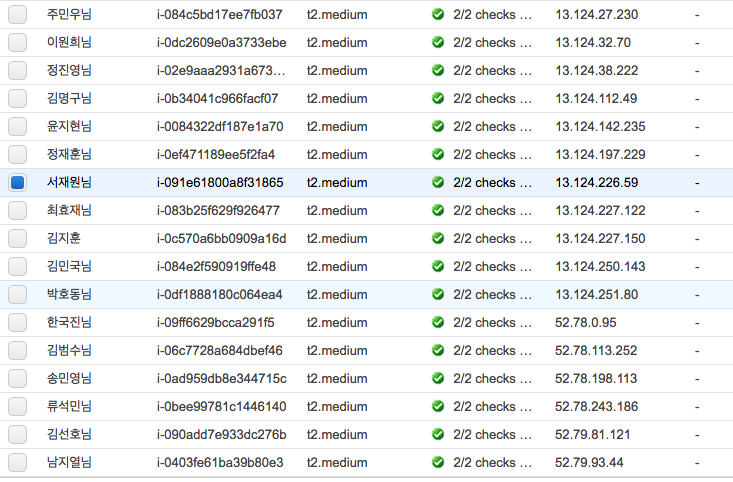 주민우님 i-084c5bd17ee7fb037 t2.medium 2/2 checks … 13.124.27.230 -
이원희님 i-0dc2609e0a3733ebe t2.medium 2/2 checks … 13.124.32.70 -
정진영님 i-02e9aaa2931a673… t2.medium 2/2 checks … 13.124.38.222 -
김명구님 i-0b34041c966facf07 t2.medium 2/2 checks … 13.124.112.49 -
윤지현님 i-0084322df187e1a70 t2.medium 2/2 checks … 13.124.142.235 -
정재훈님 i-0ef471189ee5f2fa4 t2.medium 2/2 checks … 13.124.197.229 -
서재원님 i-091e61800a8f31865 t2.medium 2/2 checks … 13.124.226.59 -
최효재님 i-083b25f629f926477 t2.medium 2/2 checks … 13.124.227.122 -
김지훈 i-0c570a6bb0909a16d t2.medium 2/2 checks … 13.124.227.150 -
김민국님 i-084e2f590919ffe48 t2.medium 2/2 checks … 13.124.250.143 -
박호동님 i-0df1888180c064ea4 t2.medium 2/2 checks … 13.124.251.80 -
한국진님 i-09ff6629bcca291f5 t2.medium 2/2 checks … 52.78.0.95 -
김범수님 i-06c7728a684dbef46 t2.medium 2/2 checks … 52.78.113.252 -
송민영님 i-0ad959db8e344715c t2.medium 2/2 checks … 52.78.198.113 -
류석민님 i-0bee99781c1446140 t2.medium 2/2 checks … 52.78.243.186 -
김선호님 i-090add7e933dc276b t2.medium 2/2 checks … 52.79.81.121 -
남지열님 i-0403fe61ba39b80e3 t2.medium 2/2 checks … 52.79.93.44 -